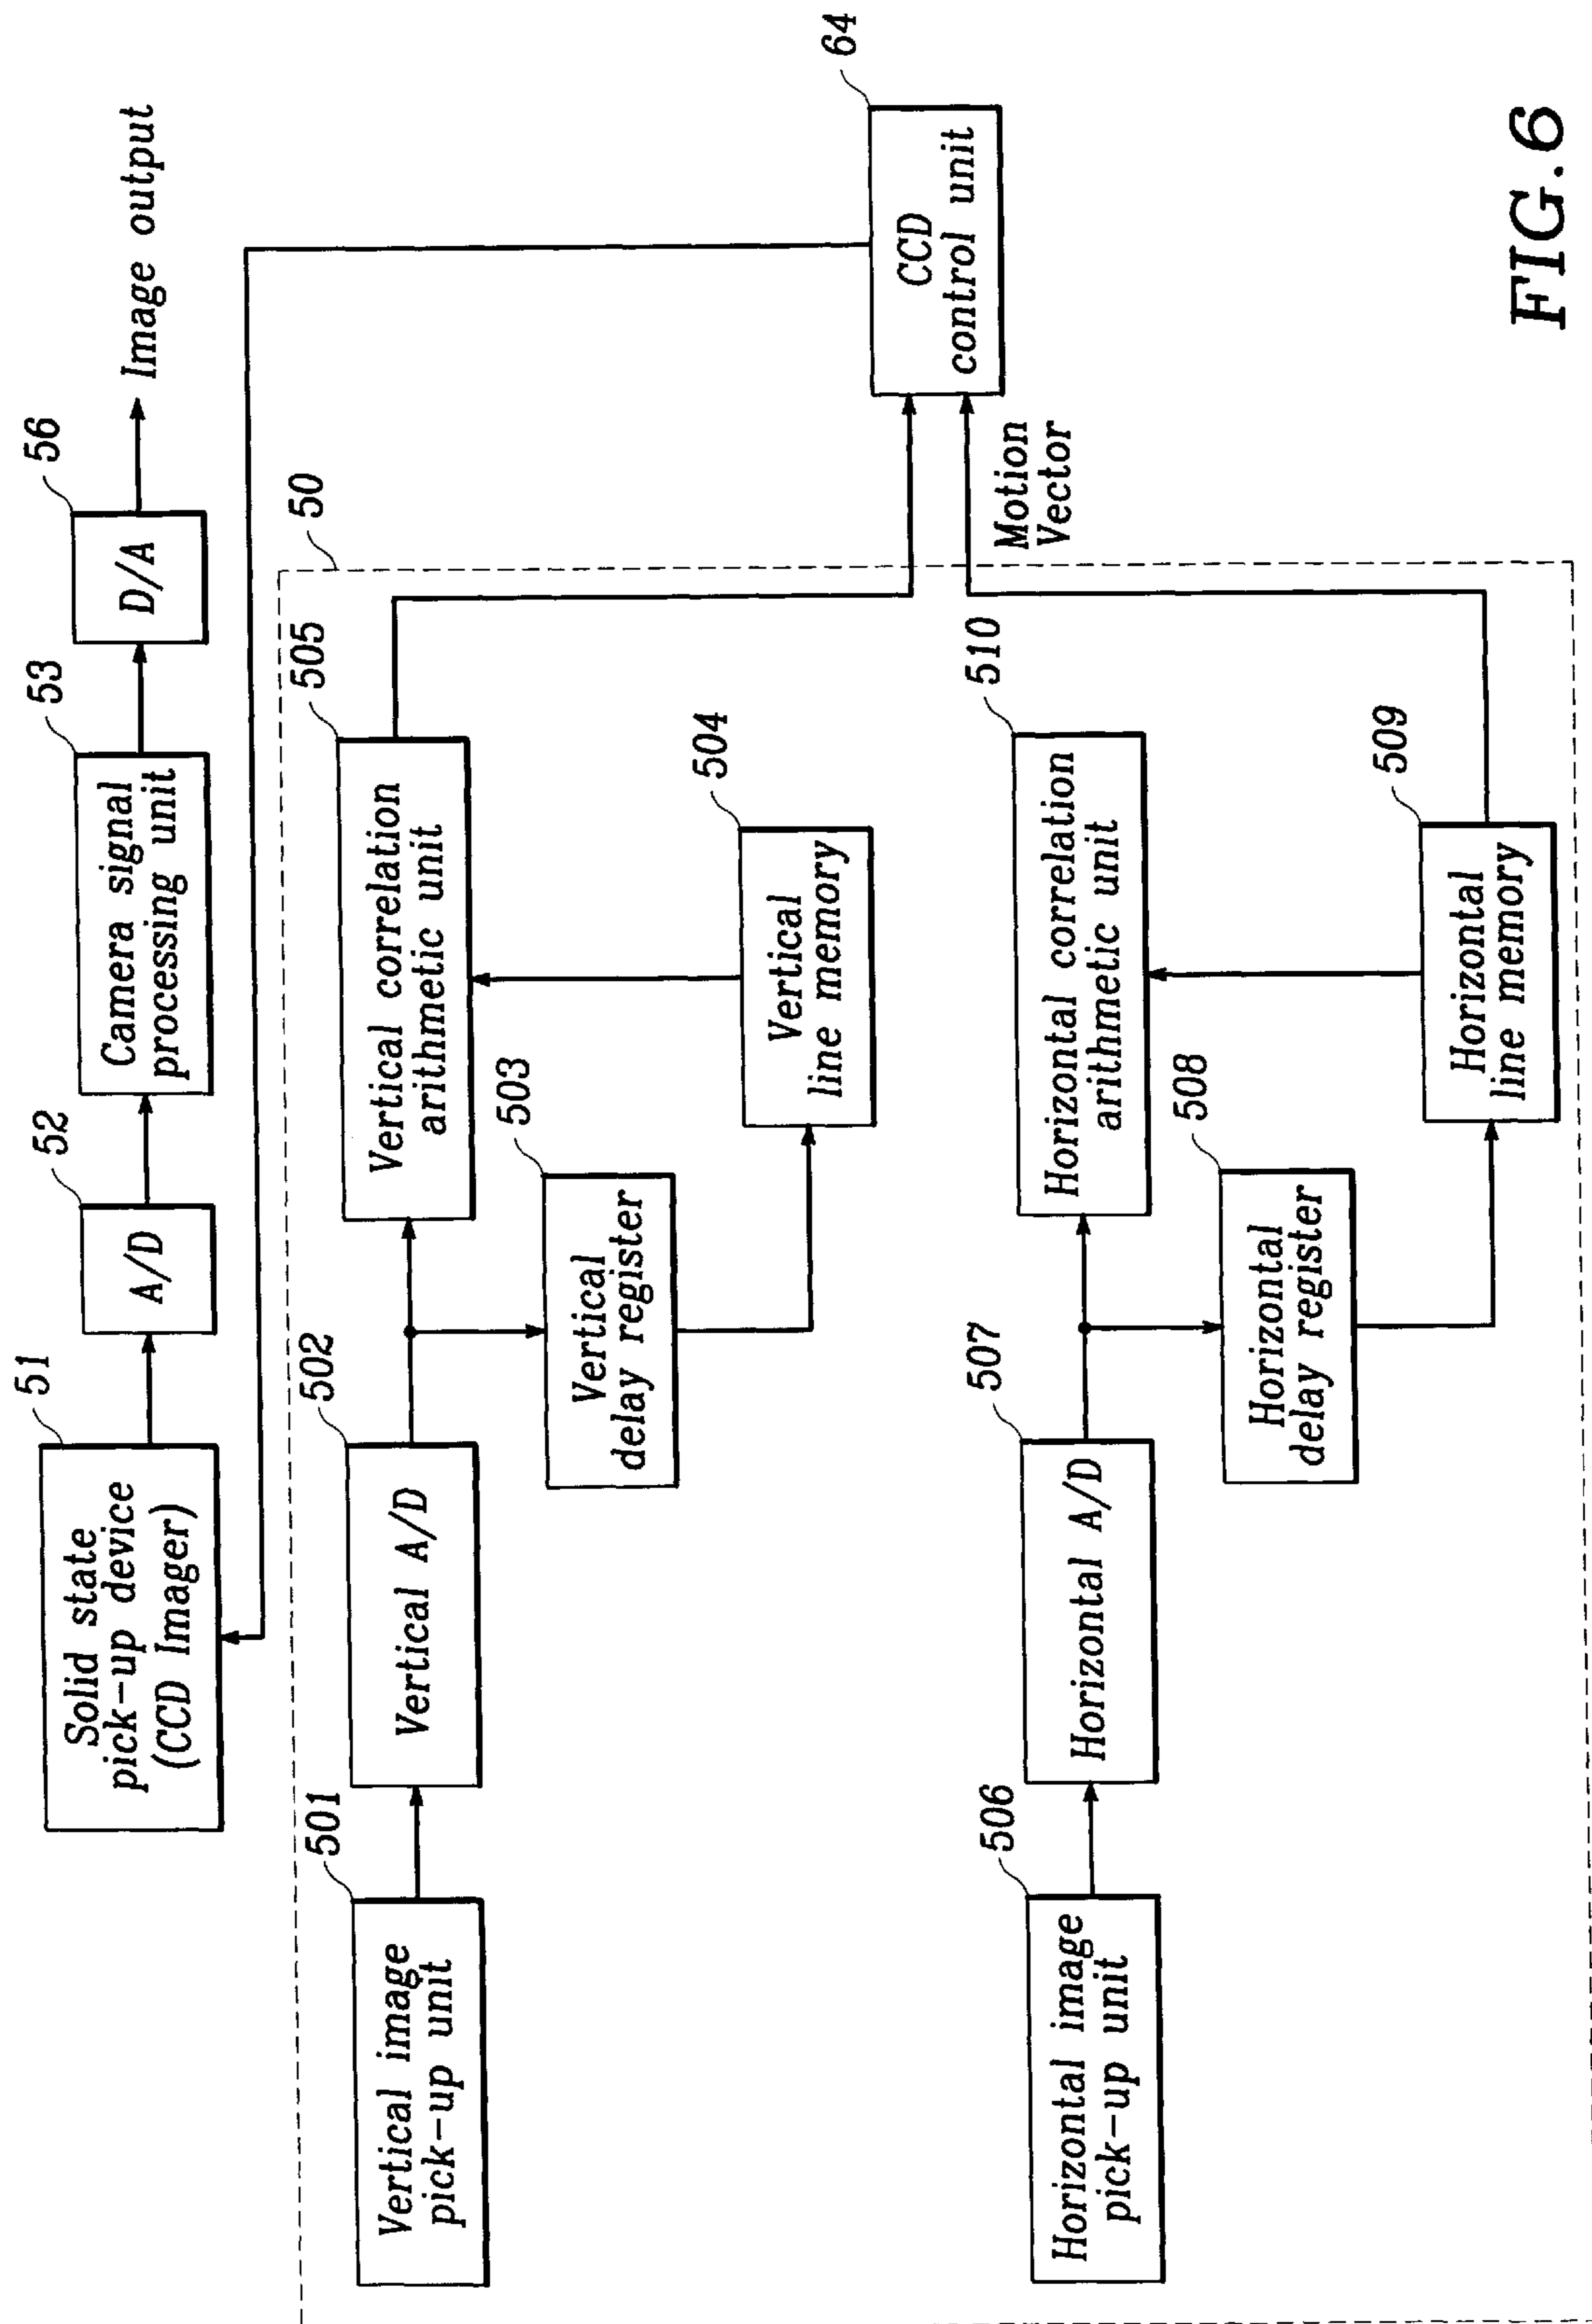 51
Solid state
pick-up device
(CCD Imager)
52
A/D
53
Camera signal
processing unit
56
D/A
Image output
50
501
Vertical image
pick-up unit
502
Vertical A/D
505
Vertical correlation
arithmetic unit
503
Vertical
delay register
504
Vertical
line memory
64
CCD
control unit
Motion
Vector
506
Horizontal image
pick-up unit
507
Horizontal A/D
510
Horizontal correlation
arithmetic unit
508
Horizontal
delay register
509
Horizontal
line memory
FIG.6